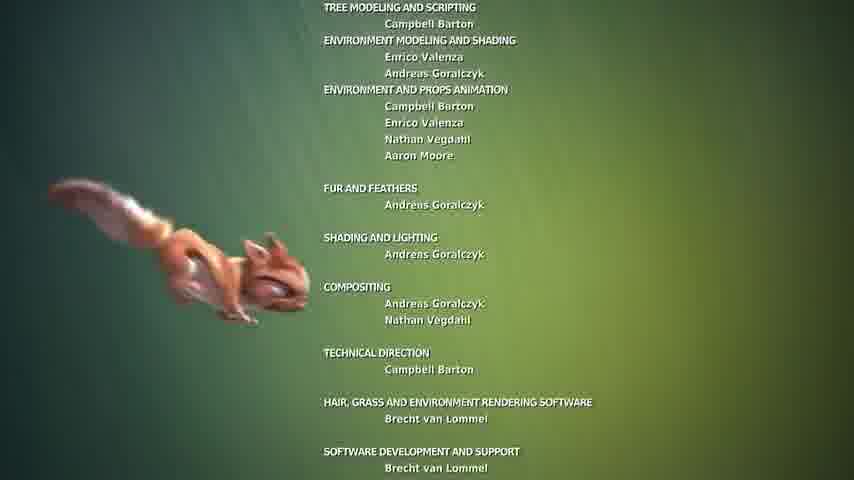 TREE MODELING AND SCRIPTING
Campbell Barton
ENVIRONMENT MODELING AND SHADING
Enrico Valenza
Andreas Goralczyk
ENVIRONMENT AND PROPS ANIMATION
Campbell Barton
Enrico Valenza
Nathan Vegdahl
Aaron Moore
FUR AND FEATHERS
Andreas Goralczyk
SHADING AND LIGHTING
Andreas Goralczyk
COMPOSITING
Andreas Goralczyk
Nathan Vegdahl
TECHNICAL DIRECTION
Campbell Barton
HAIR, GRASS AND ENVIRONMENT RENDERING SOFTWARE
Brecht van Lommel
SOFTWARE DEVELOPMENT AND SUPPORT
Brecht van Lommel